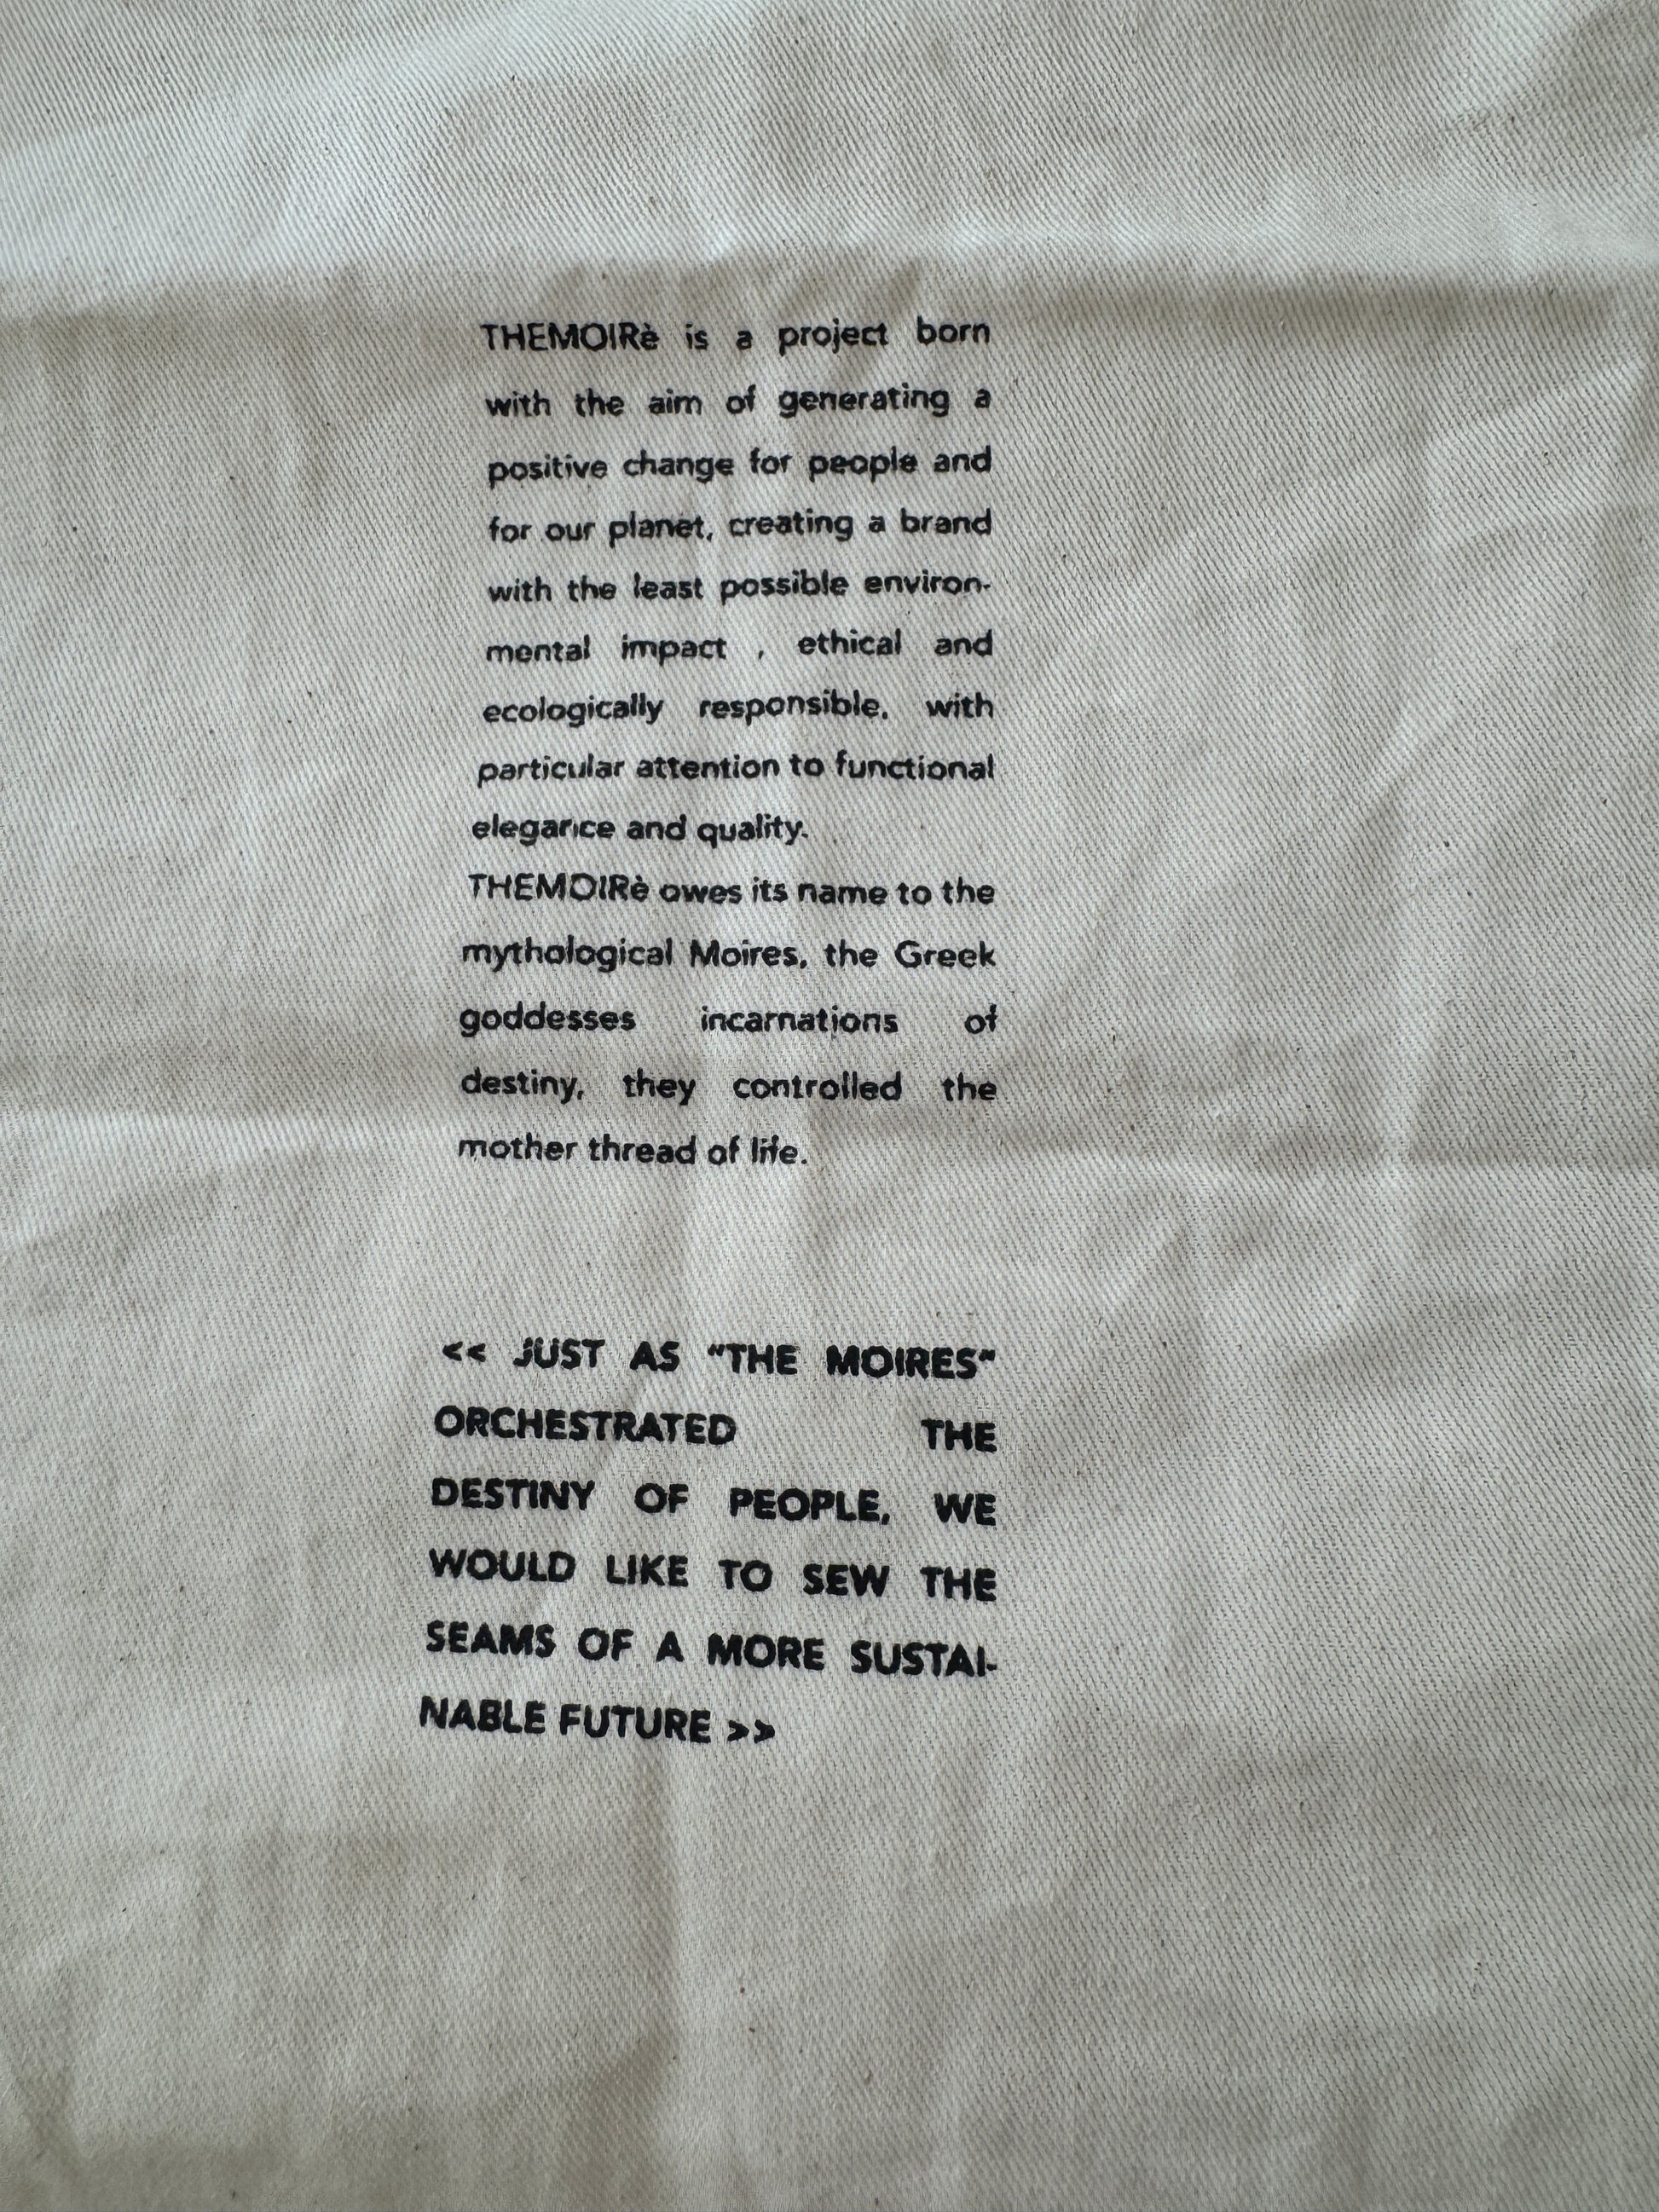 THEMOIRè is a project born
with the aim of generating a
positive change for people and
for our planet, creating a brand
with the least possible environ-
mental impact , ethical and
ecologically responsible, with
particular attention to functional
elegance and quality.
THEMOIRè owes its name to the
mythological Moires, the Greek
goddesses incarnations of
destiny, they controlled the
mother thread of life.
<< JUST AS "THE MOIRES"
ORCHESTRATED THE
DESTINY OF PEOPLE, WE
WOULD LIKE TO SEW THE
SEAMS OF A MORE SUSTAI-
NABLE FUTURE >>